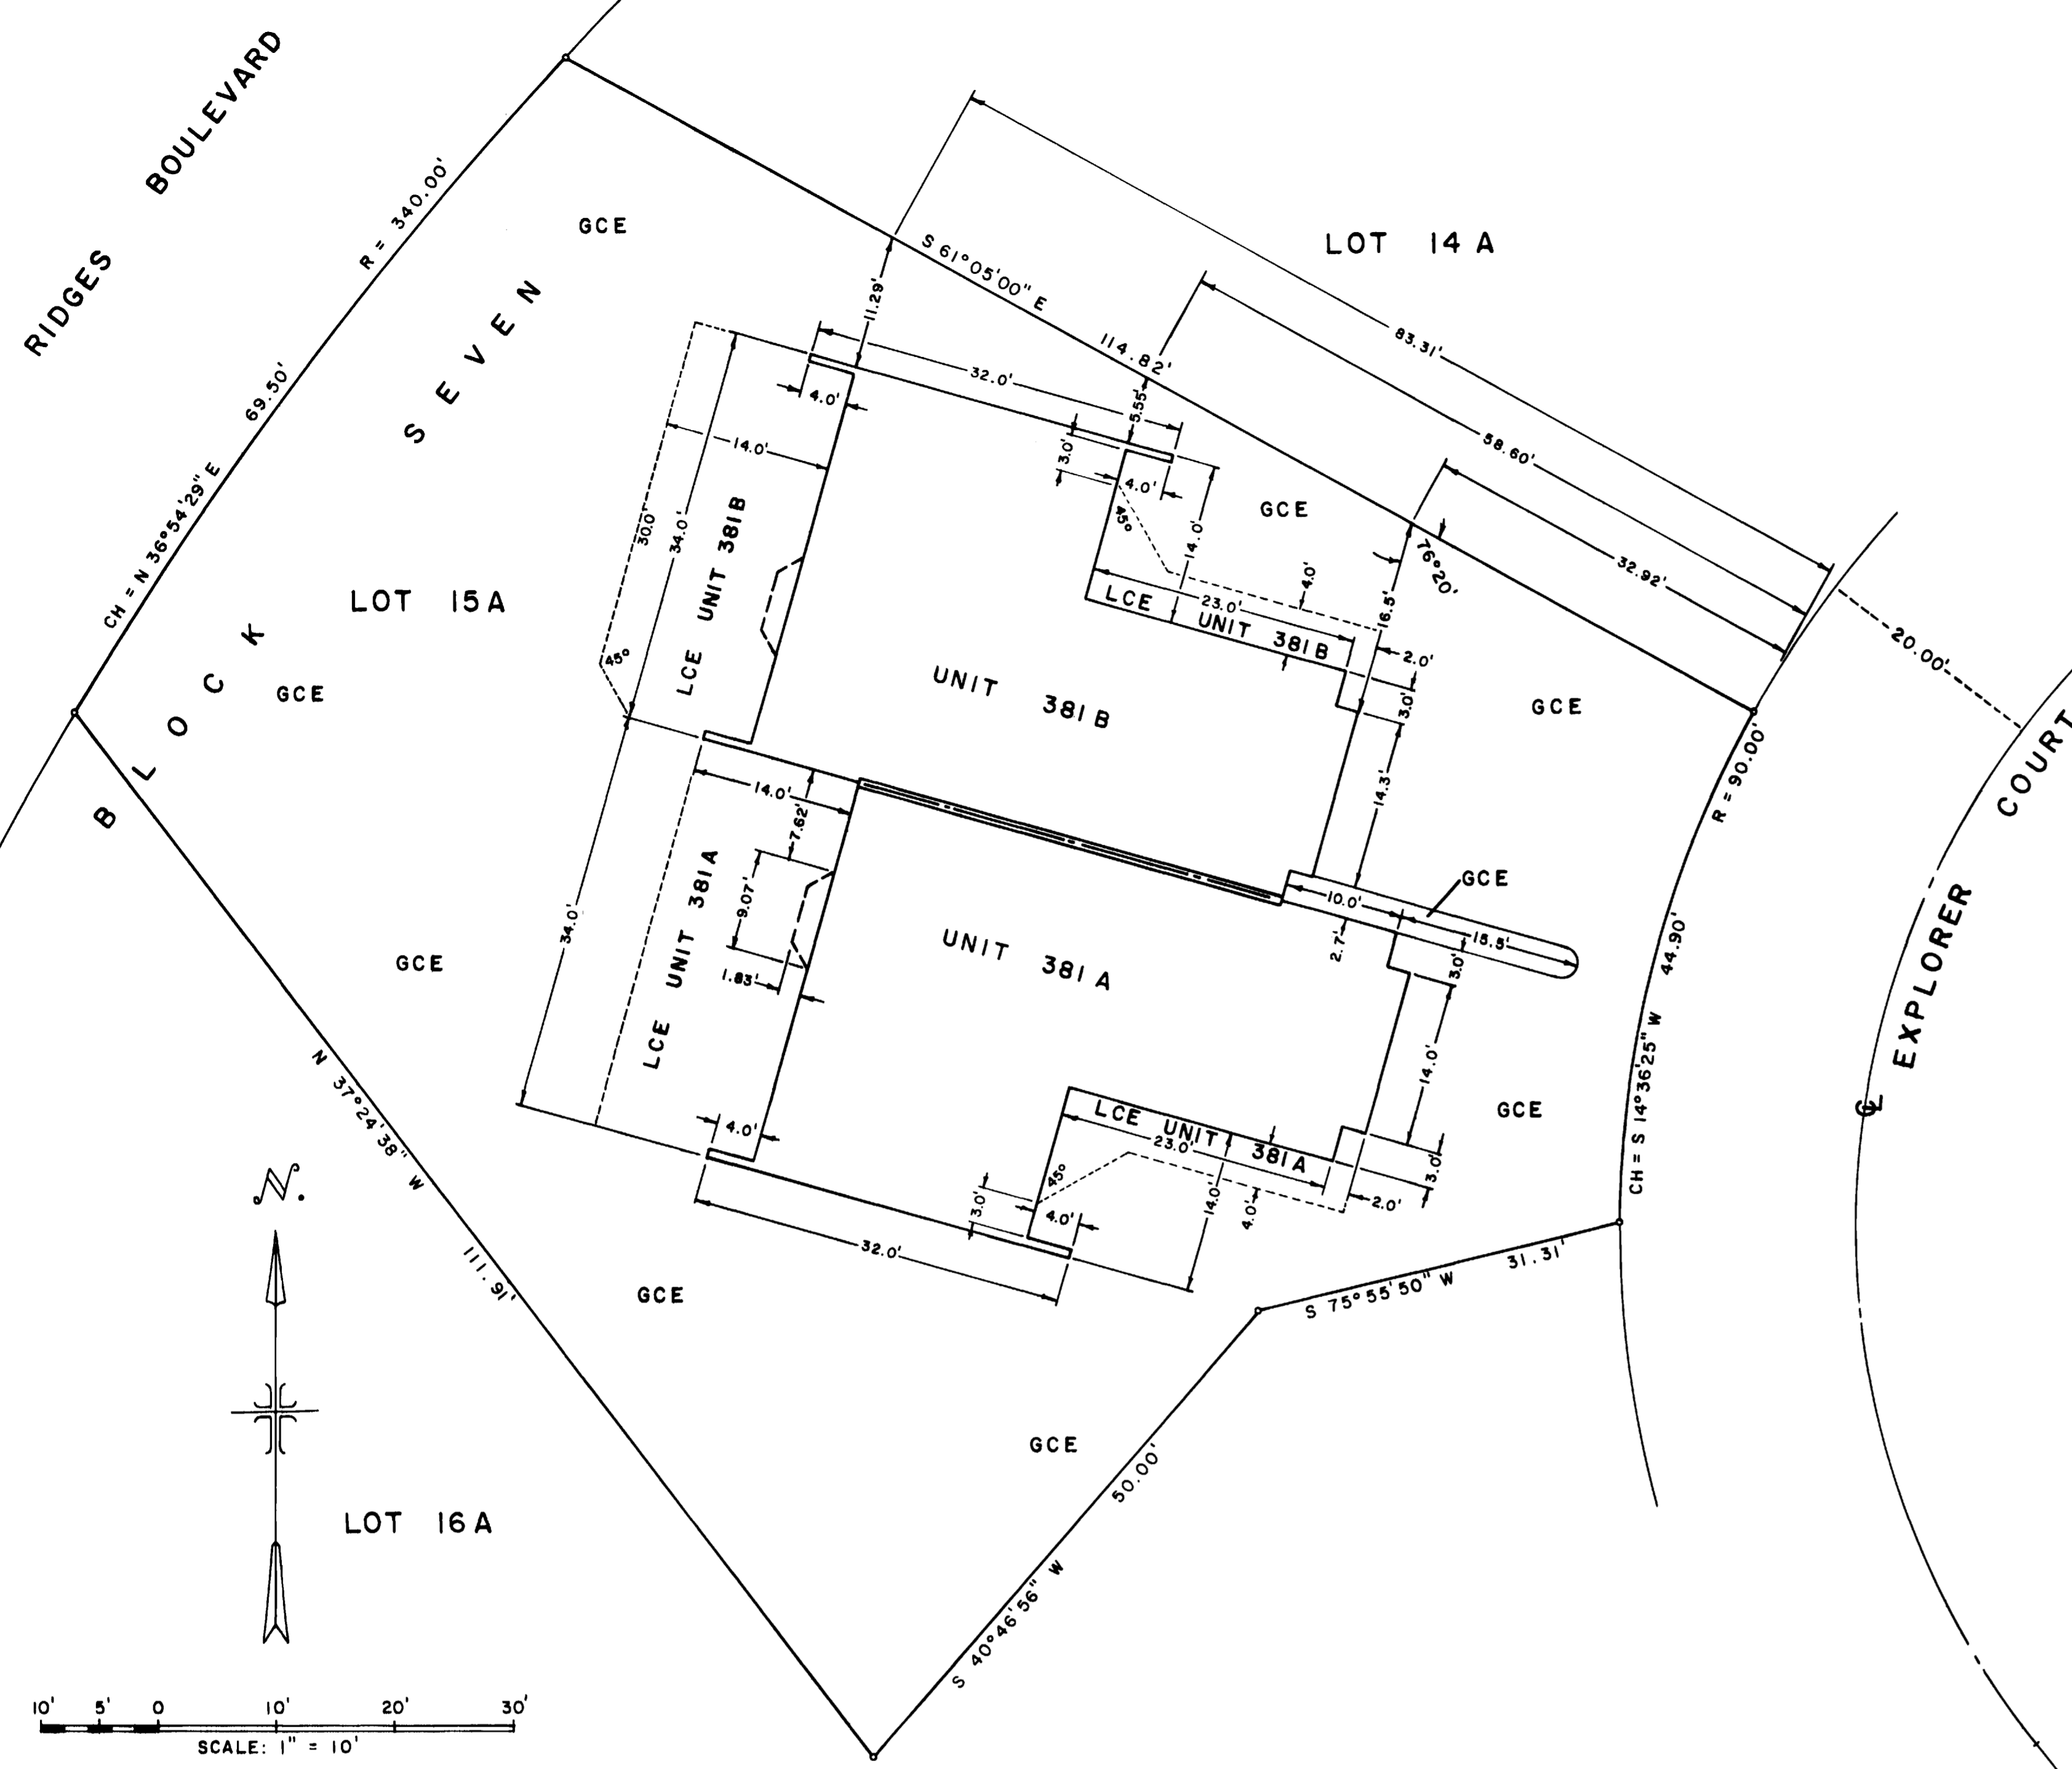 RIDGES BOULEVARD
R = 340.00'
69.50'
CH = N 36°54'29" E
BLOCK SEVEN
GCE
LOT 14A
S 61°05'00" E
114.82'
83.31'
58.60'
32.92'
11.29'
32.0'
4.0'
5.55'
3.0'
4.0'
45°
14.0'
GCE
76°20'
16.5'
4.0'
14.0'
30.0'
34.0'
LCE UNIT 381B
45°
LOT 15A
GCE
23.0'
LCE UNIT 381B
2.0'
3.0'
UNIT 381B
GCE
20.00'
R = 90.00'
COURT
14.3'
14.0'
7.62'
9.07'
1.83'
LCE UNIT 381A
34.0'
GCE
UNIT 381A
10.0'
GCE
15.5'
2.7'
3.0'
44.90'
CH = S 14°36'25" W
℄ EXPLORER
14.0'
GCE
LCE UNIT 381A
23.0'
45°
3.0'
2.0'
4.0'
14.0'
4.0'
3.0'
4.0'
32.0'
N 37°24'38" W
111.91'
S 75°55'50" W
31.31'
GCE
GCE
50.00'
S 40°46'56" W
N.
LOT 16A
10' 5' 0 10' 20' 30'
SCALE: 1" = 10'